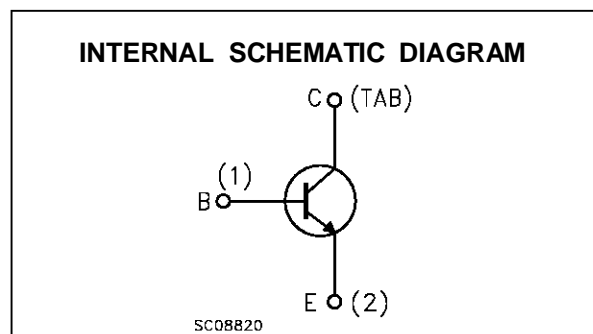 INTERNAL SCHEMATIC DIAGRAM
C (TAB)
(1)
B
E (2)
SC08820